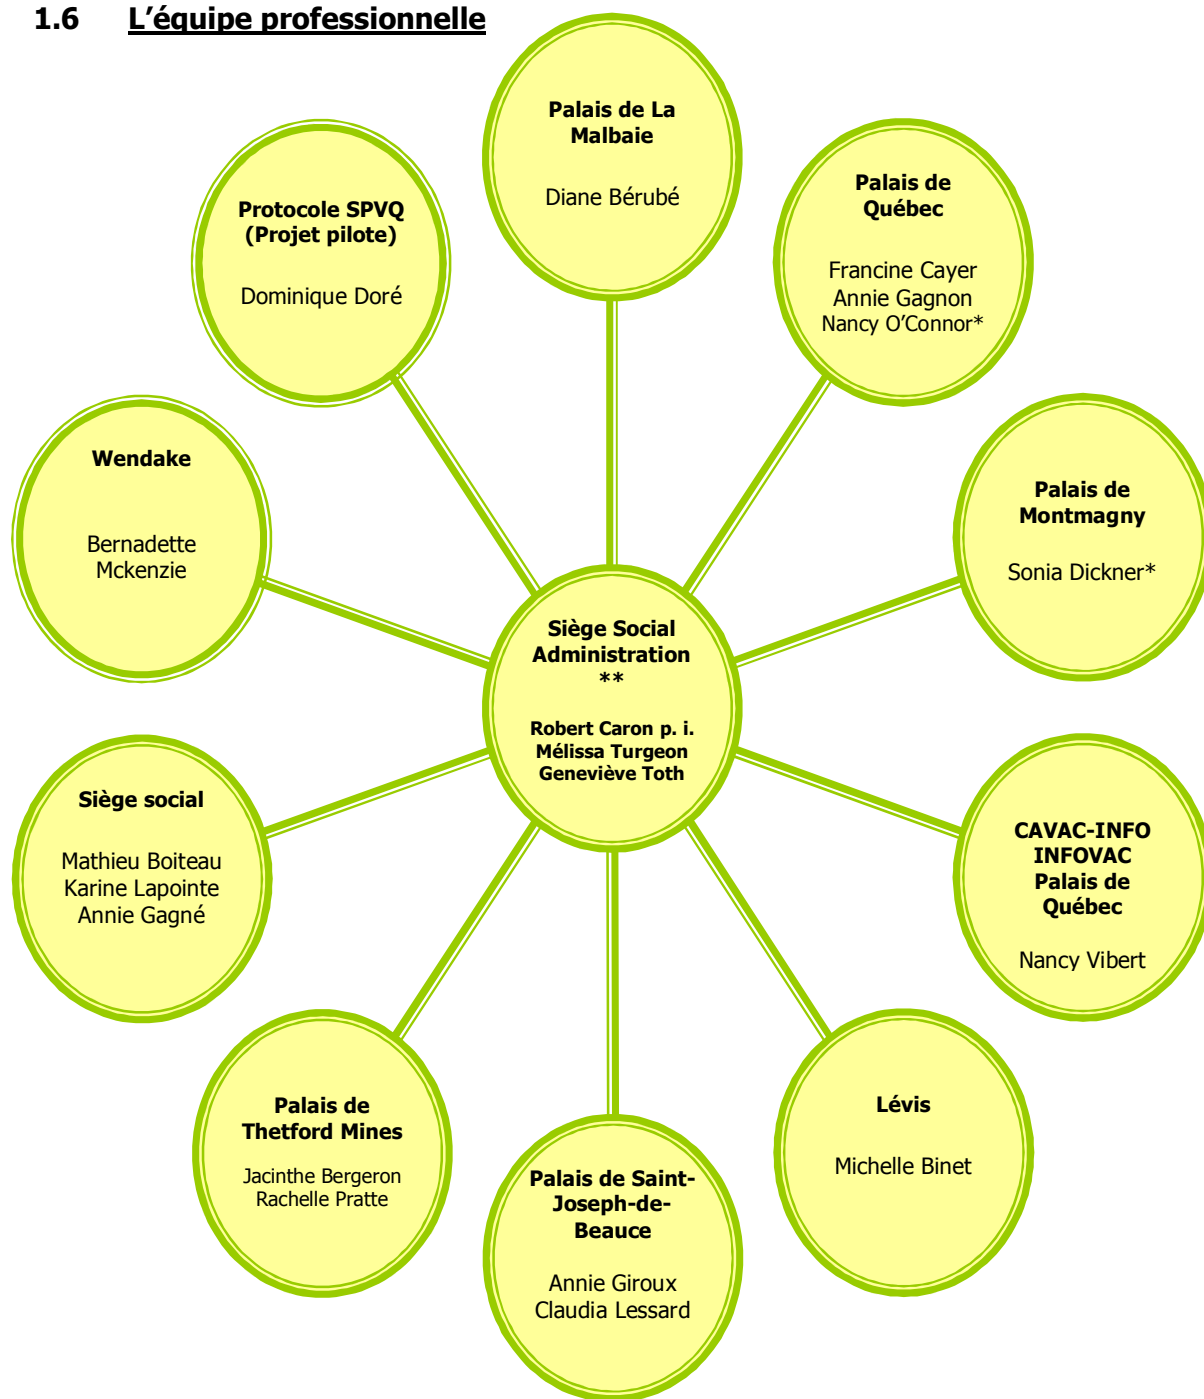 1.6 L’équipe professionnelle
Palais de La
Malbaie
Diane Bérubé
Palais de
Québec
Francine Cayer
Annie Gagnon
Nancy O’Connor*
Protocole SPVQ
(Projet pilote)
Dominique Doré
Wendake
Bernadette
Mckenzie
Palais de
Montmagny
Sonia Dickner*
Siège Social
Administration
**
Robert Caron p. i.
Mélissa Turgeon
Geneviève Toth
Siège social
Mathieu Boiteau
Karine Lapointe
Annie Gagné
CAVAC-INFO
INFOVAC
Palais de
Québec
Nancy Vibert
Palais de
Thetford Mines
Jacinthe Bergeron
Rachelle Pratte
Lévis
Michelle Binet
Palais de Saint-
Joseph-de-
Beauce
Annie Giroux
Claudia Lessard